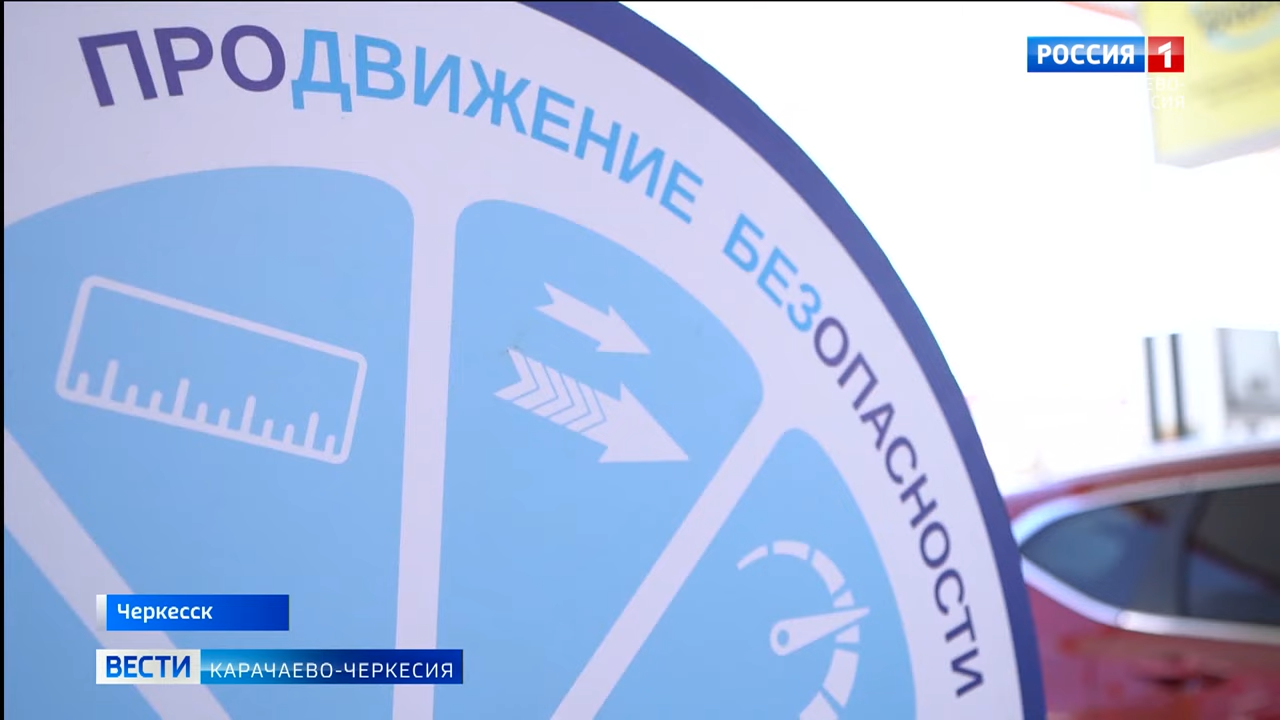 ПРОДВИЖЕНИЕ БЕЗОПАСНОСТИ
РОССИЯ 1
Черкесск
ВЕСТИ КАРАЧАЕВО-ЧЕРКЕСИЯ